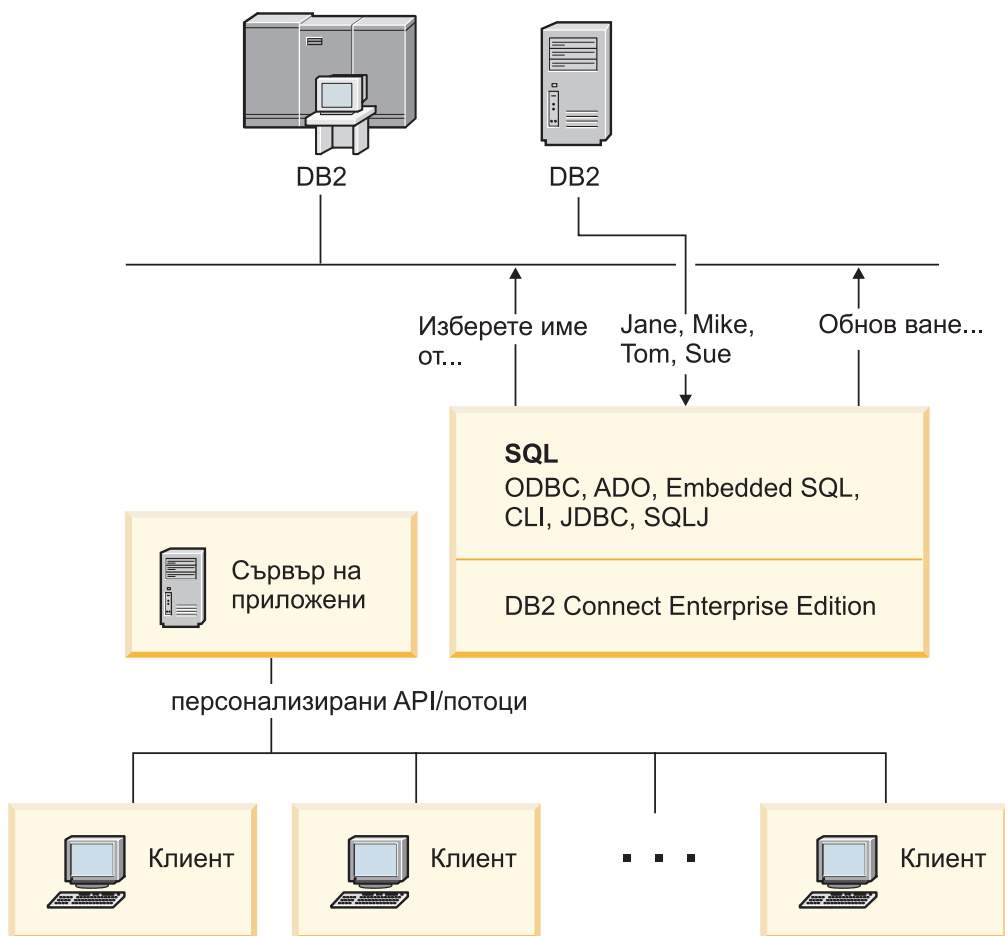 DB2
DB2
Изберете име
от...
Jane, Mike,
Tom, Sue
Обнов ване...
SQL
ODBC, ADO, Embedded SQL,
CLI, JDBC, SQLJ
DB2 Connect Enterprise Edition
Сървър на
приложени
персонализирани API/потоци
Клиент
Клиент
Клиент